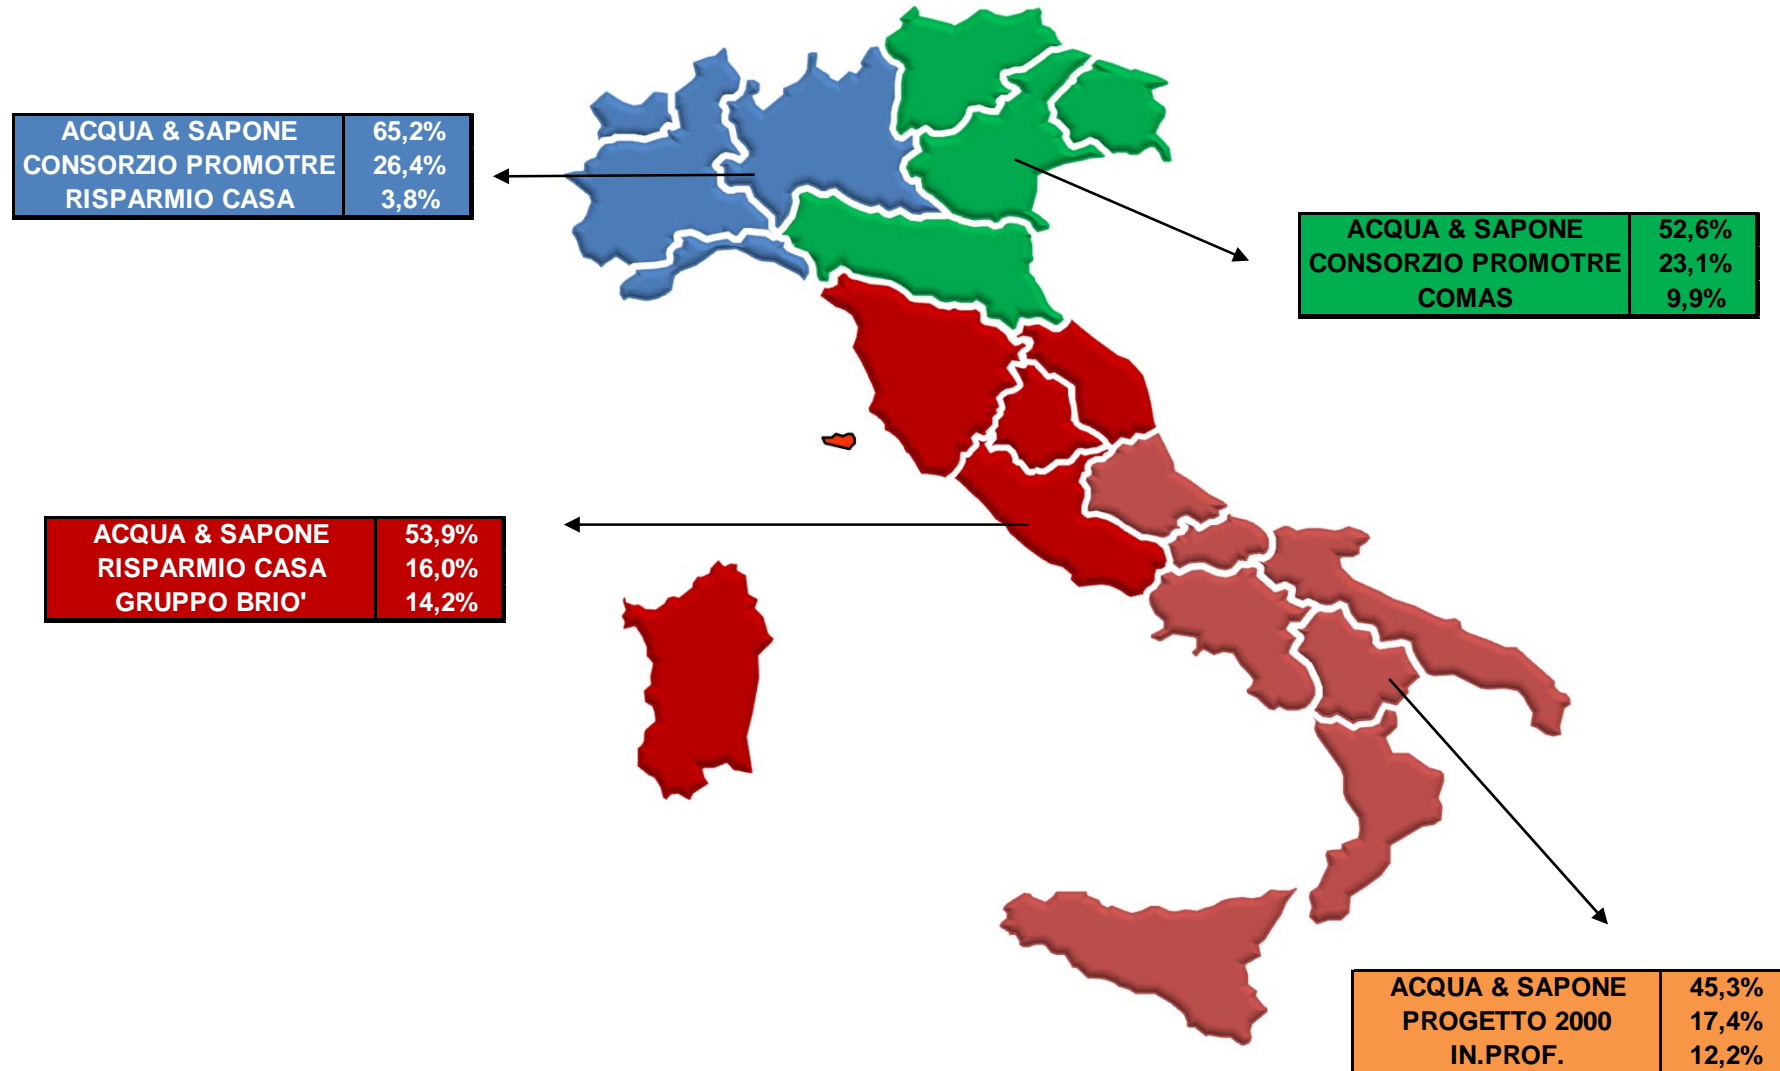 ACQUA & SAPONE 65,2%
CONSORZIO PROMOTRE 26,4%
RISPARMIO CASA 3,8%
ACQUA & SAPONE 52,6%
CONSORZIO PROMOTRE 23,1%
COMAS 9,9%
ACQUA & SAPONE 53,9%
RISPARMIO CASA 16,0%
GRUPPO BRIO' 14,2%
ACQUA & SAPONE 45,3%
PROGETTO 2000 17,4%
IN.PROF. 12,2%